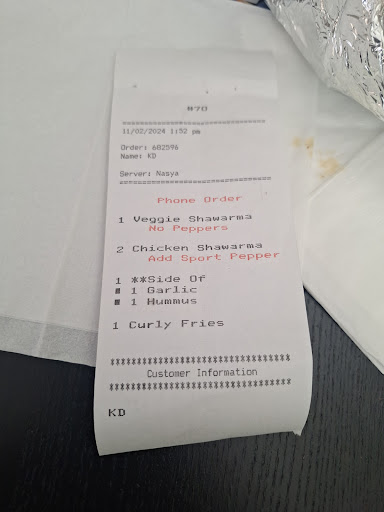 #70
==============================
11/02/2024 1:52 pm
Order: 682596
Name: KD
Server: Nasya
==============================
Phone Order
1 Veggie Shawarma
No Peppers
2 Chicken Shawarma
Add Sport Pepper
1 **Side Of
■ 1 Garlic
■ 1 Hummus
1 Curly Fries
******************************
Customer Information
******************************
KD